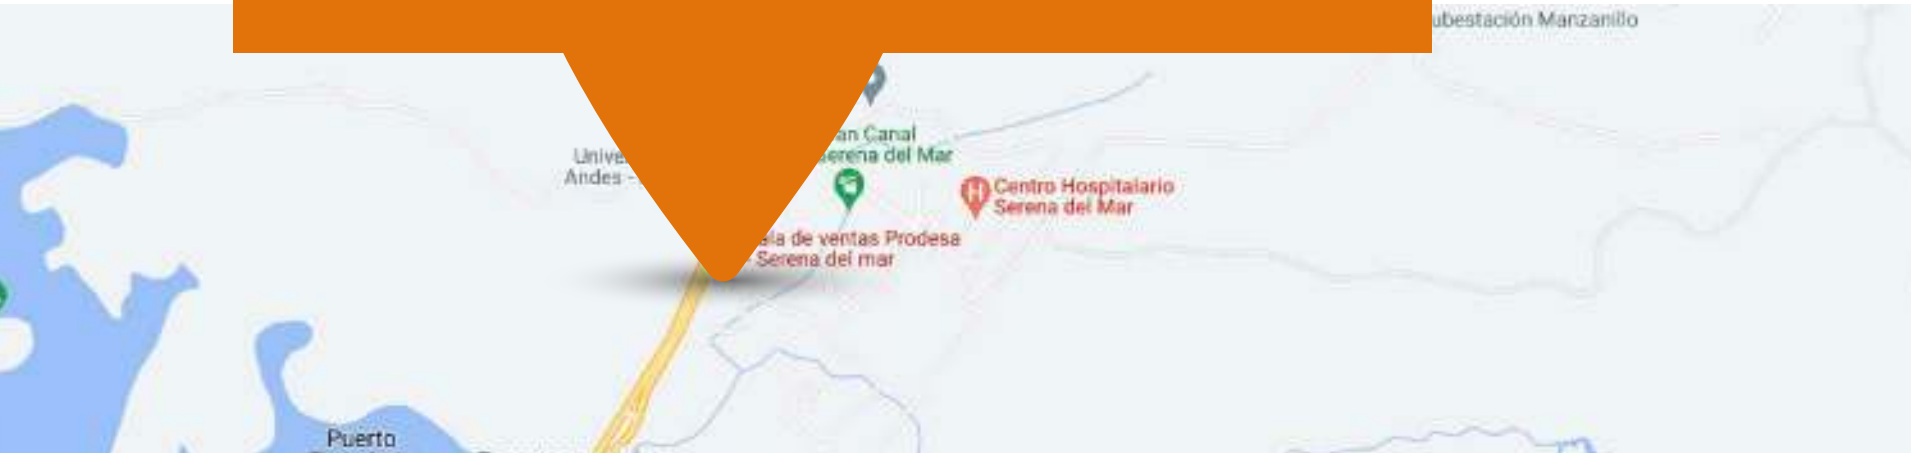 ubestación Manzanillo
an Canal
erena del Mar
Unive
Andes -
Centro Hospitalario
Serena del Mar
ala de ventas Prodesa
- Serena del mar
Puerto